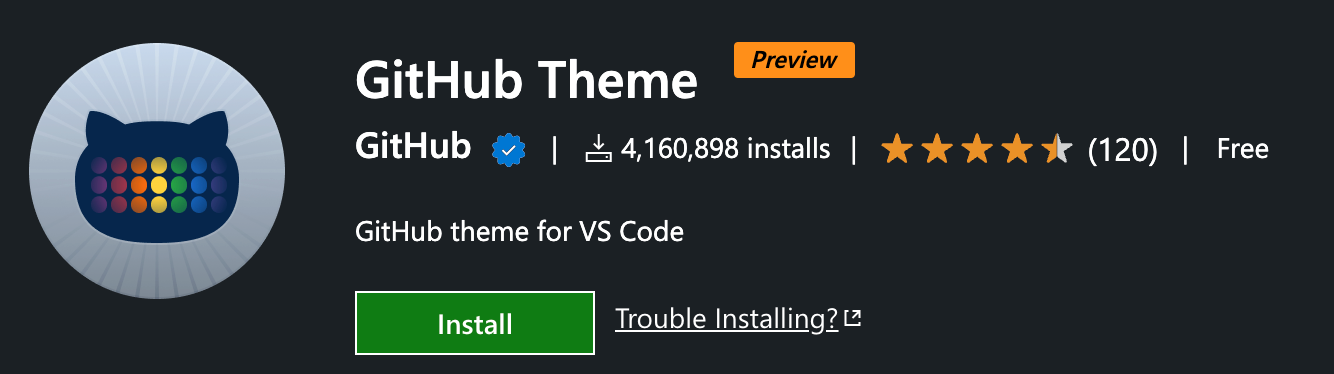 GitHub Theme Preview
GitHub | 4,160,898 installs | (120) | Free
GitHub theme for VS Code
Install Trouble Installing?